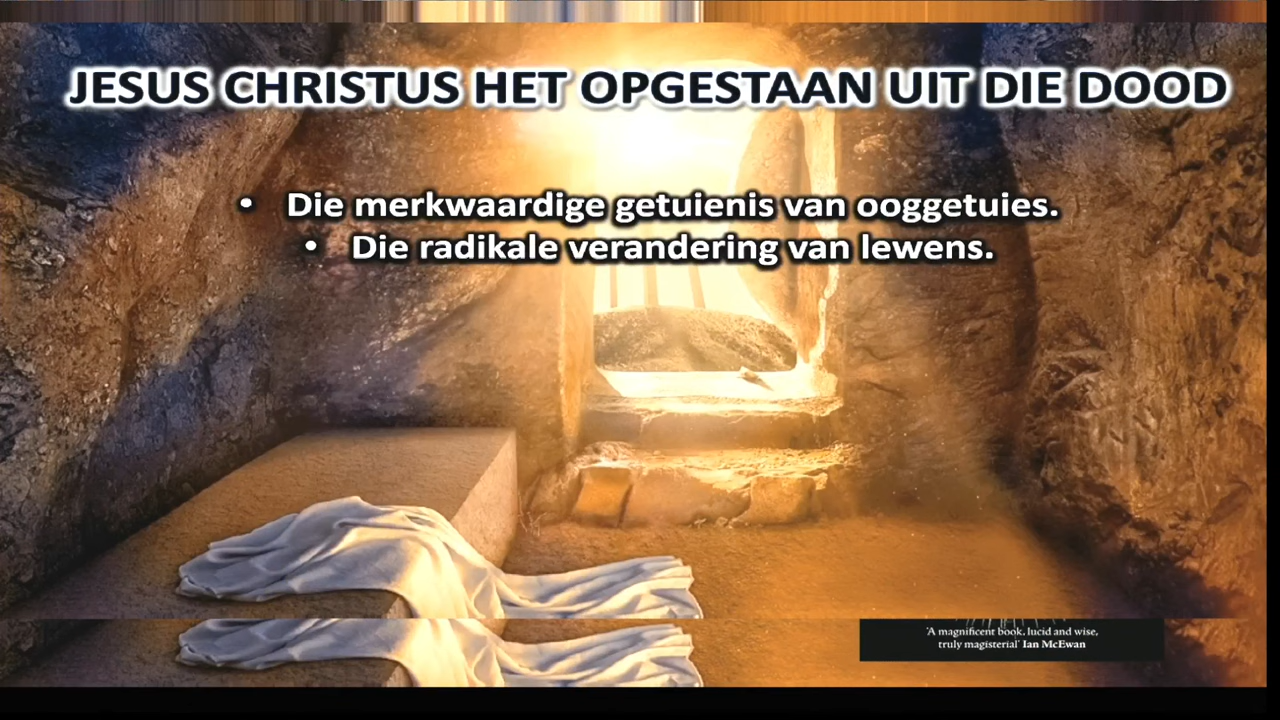 JESUS CHRISTUS HET OPGESTAAN UIT DIE DOOD
• Die merkwaardige getuienis van ooggetuies.
• Die radikale verandering van lewens.
'A magnificent book, lucid and wise,
truly magisterial' Ian McEwan